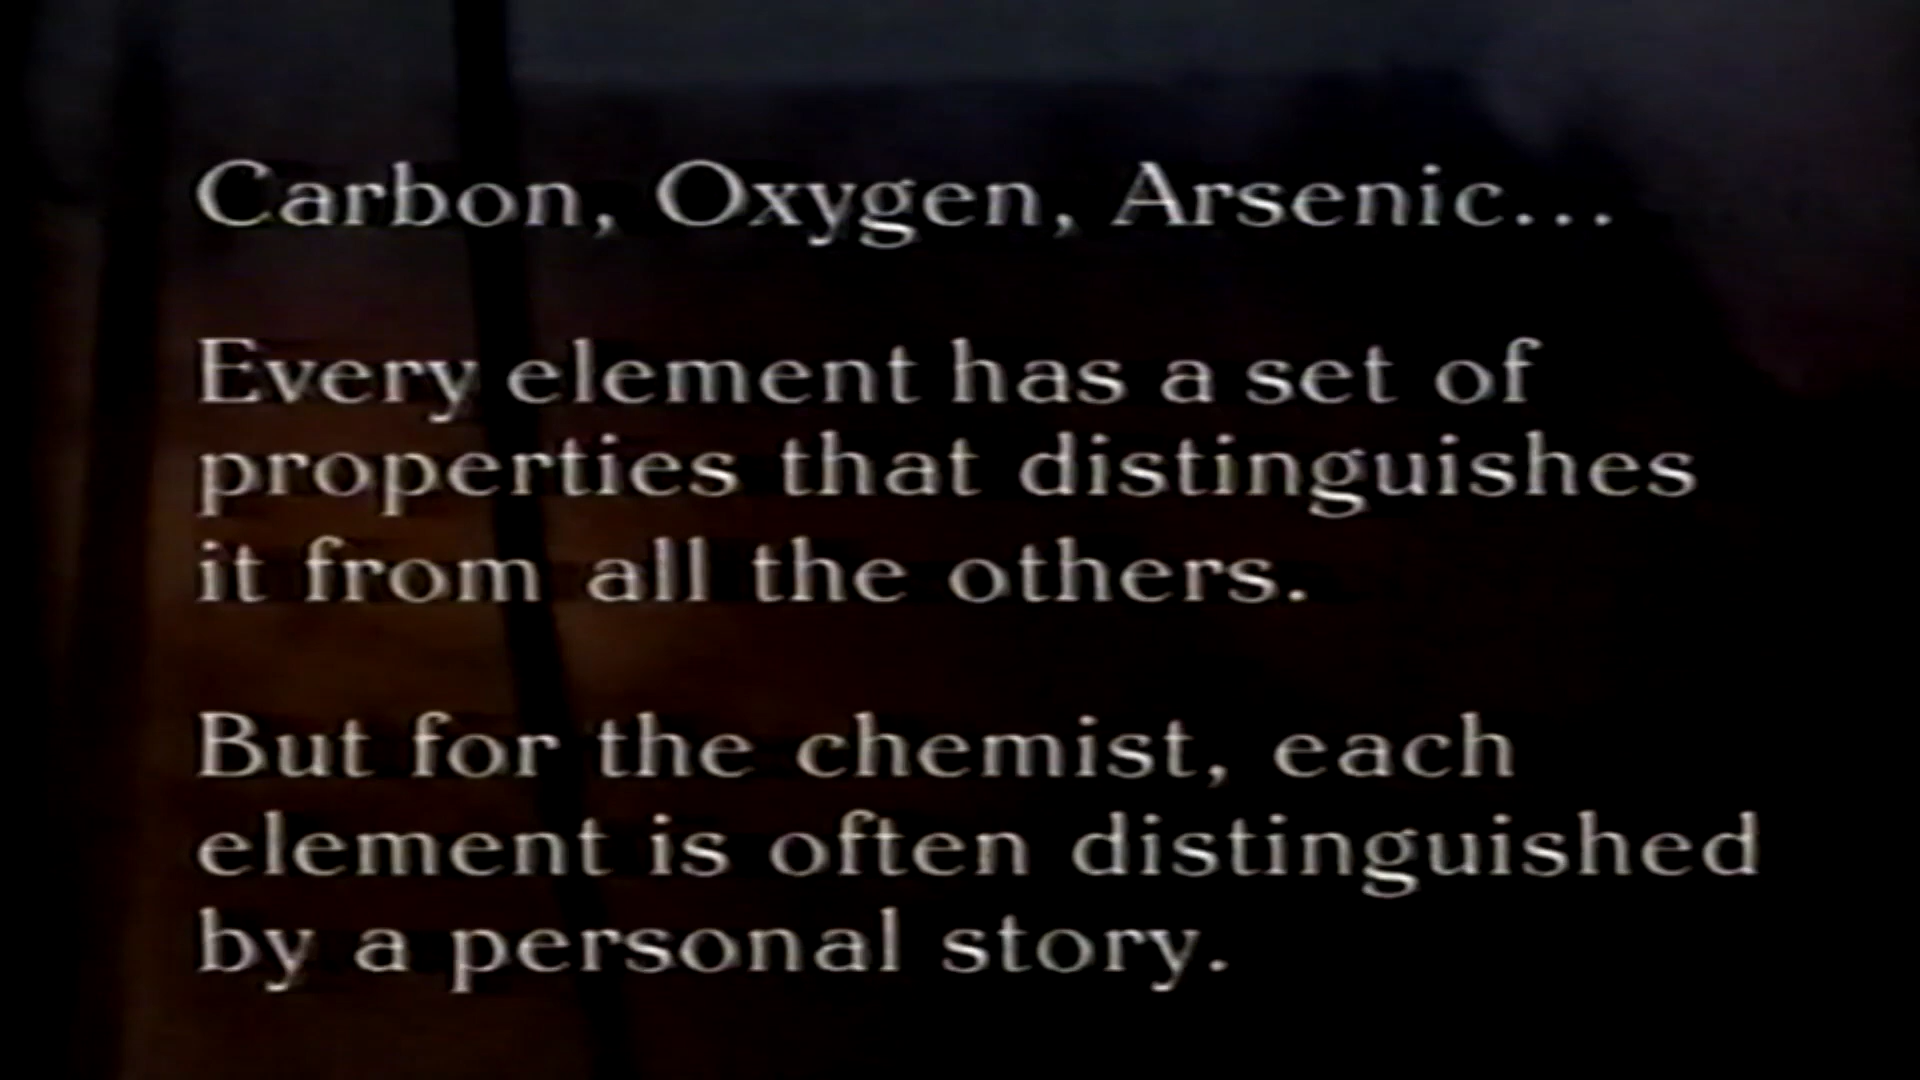 Carbon, Oxygen, Arsenic...
Every element has a set of
properties that distinguishes
it from all the others.
But for the chemist, each
element is often distinguished
by a personal story.